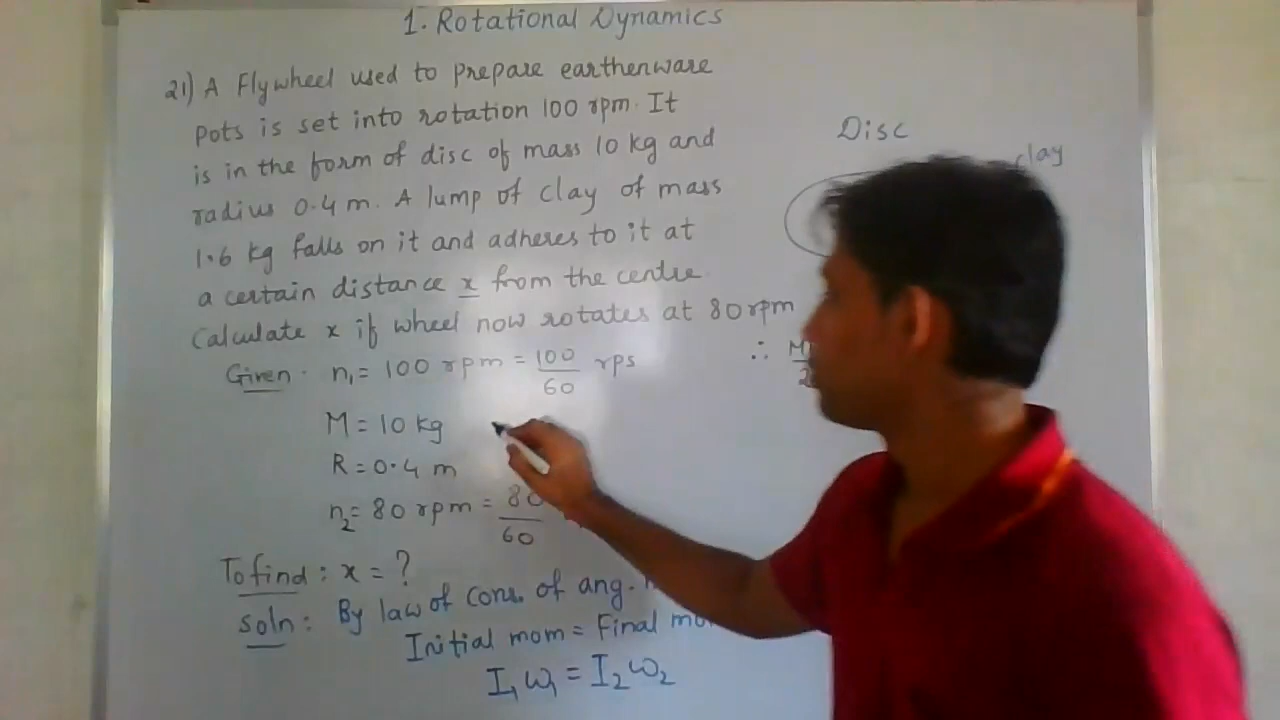 1. Rotational Dynamics
21) A Flywheel used to prepare earthenware
pots is set into rotation 100 rpm. It
is in the form of disc of mass 10 kg and
radius 0.4 m. A lump of clay of mass
1.6 kg falls on it and adheres to it at
a certain distance x from the centre.
Calculate x if wheel now rotates at 80 rpm
Given. n₁ = 100 rpm = 100/60 rps
M = 10 kg
R = 0.4 m
n₂ = 80 rpm = 80/60
To find : x = ?
Soln : By law of cons. of ang.
Initial mom = Final
I₁ω₁ = I₂ω₂
Disc
clay
∴